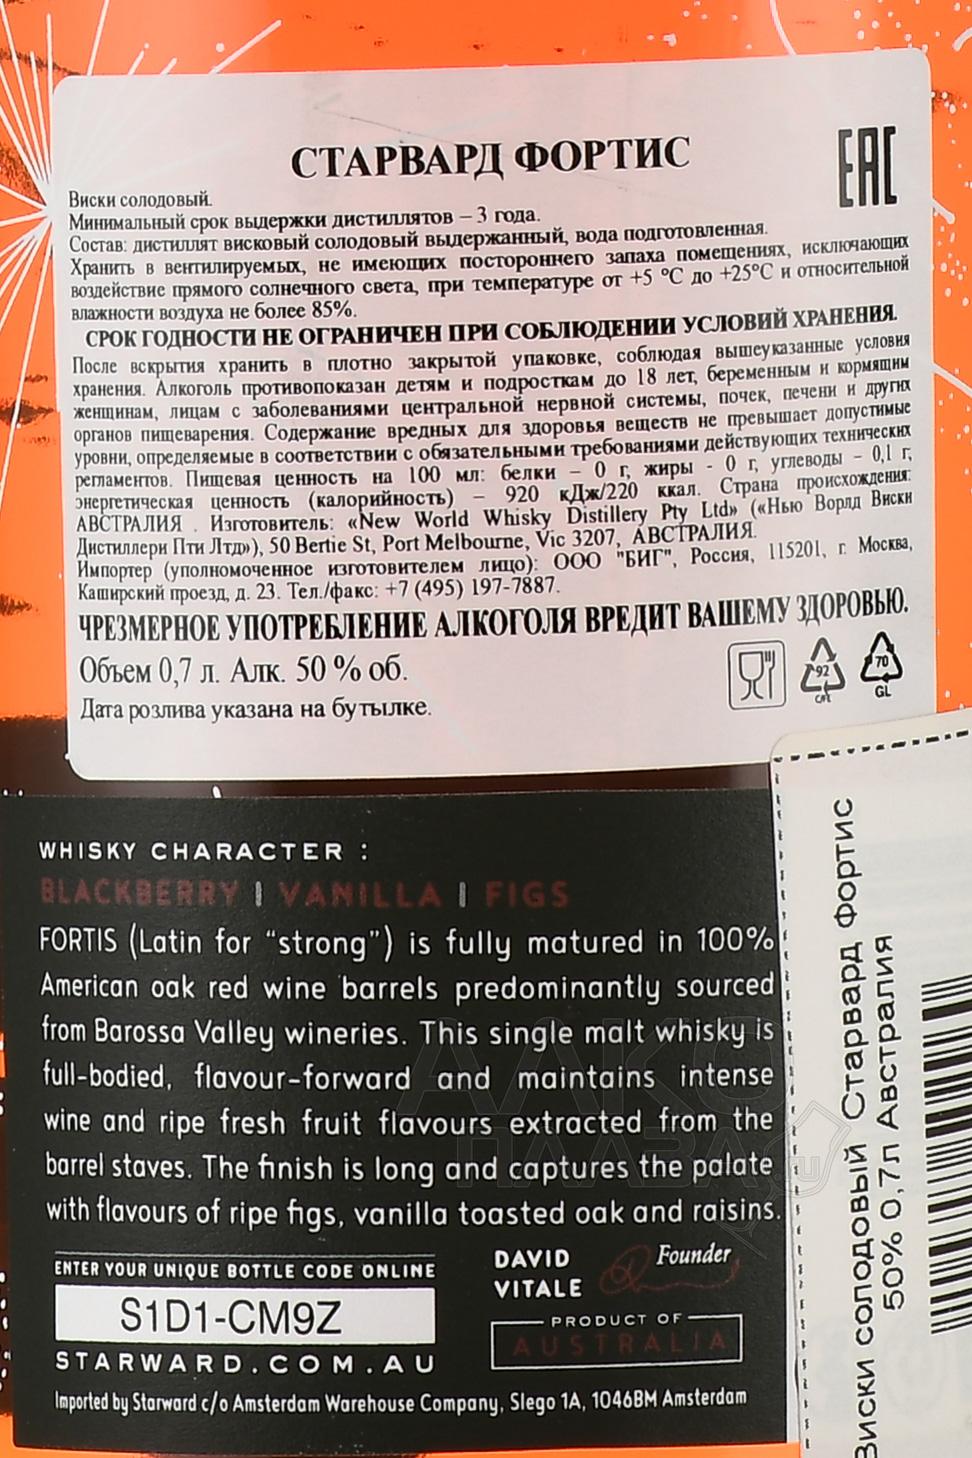 СТАРВАРД ФОРТИС
EAC
Виски солодовый.
Минимальный срок выдержки дистиллятов – 3 года.
Состав: дистиллят висковый солодовый выдержанный, вода подготовленная.
Хранить в вентилируемых, не имеющих постороннего запаха помещениях, исключающих
воздействие прямого солнечного света, при температуре от +5 °С до +25°С и относительной
влажности воздуха не более 85%.
СРОК ГОДНОСТИ НЕ ОГРАНИЧЕН ПРИ СОБЛЮДЕНИИ УСЛОВИЙ ХРАНЕНИЯ.
После вскрытия хранить в плотно закрытой упаковке, соблюдая вышеуказанные условия
хранения. Алкоголь противопоказан детям и подросткам до 18 лет, беременным и кормящим
женщинам, лицам с заболеваниями центральной нервной системы, почек, печени и других
органов пищеварения. Содержание вредных для здоровья веществ не превышает допустимые
уровни, определяемые в соответствии с обязательными требованиями действующих технических
регламентов. Пищевая ценность на 100 мл: белки – 0 г, жиры - 0 г, углеводы – 0,1 г,
энергетическая ценность (калорийность) – 920 кДж/220 ккал. Страна происхождения:
АВСТРАЛИЯ . Изготовитель: «New World Whisky Distillery Pty Ltd» («Нью Ворлд Виски
Дистиллери Пти Лтд»), 50 Bertie St, Port Melbourne, Vic 3207, АВСТРАЛИЯ.
Импортер (уполномоченное изготовителем лицо): ООО "БИГ", Россия, 115201, г. Москва,
Каширский проезд, д. 23. Тел./факс: +7 (495) 197-7887.
ЧРЕЗМЕРНОЕ УПОТРЕБЛЕНИЕ АЛКОГОЛЯ ВРЕДИТ ВАШЕМУ ЗДОРОВЬЮ.
Объем 0,7 л. Алк. 50 % об.
Дата розлива указана на бутылке.
92
C/PE
70
GL
WHISKY CHARACTER :
BLACKBERRY | VANILLA | FIGS
FORTIS (Latin for “strong”) is fully matured in 100%
American oak red wine barrels predominantly sourced
from Barossa Valley wineries. This single malt whisky is
full-bodied, flavour-forward and maintains intense
wine and ripe fresh fruit flavours extracted from the
barrel staves. The finish is long and captures the palate
with flavours of ripe figs, vanilla toasted oak and raisins.
ENTER YOUR UNIQUE BOTTLE CODE ONLINE
S1D1-CM9Z
STARWARD.COM.AU
DAVID
VITALE
Founder
PRODUCT OF
AUSTRALIA
Imported by Starward c/o Amsterdam Warehouse Company, Slego 1A, 1046BM Amsterdam
Виски солодовый Старвард Фортис
50% 0,7л Австралия
АЛКО
ПЛАЗА
ru